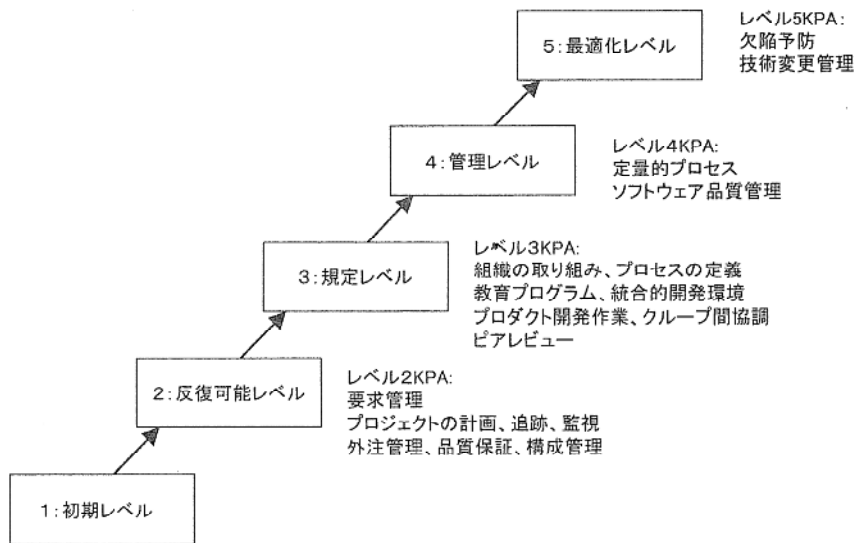 レベル5KPA:
5:最適化レベル
欠陥予防
技術変更管理
4:管理レベル
レベル4KPA:
定量的プロセス
ソフトウェア品質管理
3:規定レベル
レベル3KPA:
組織の取り組み、プロセスの定義
教育プログラム、統合的開発環境
プロダクト開発作業、クループ間協調
ピアレビュー
2:反復可能レベル
レベル2KPA:
要求管理
プロジェクトの計画、追跡、監視
外注管理、品質保証、構成管理
1:初期レベル